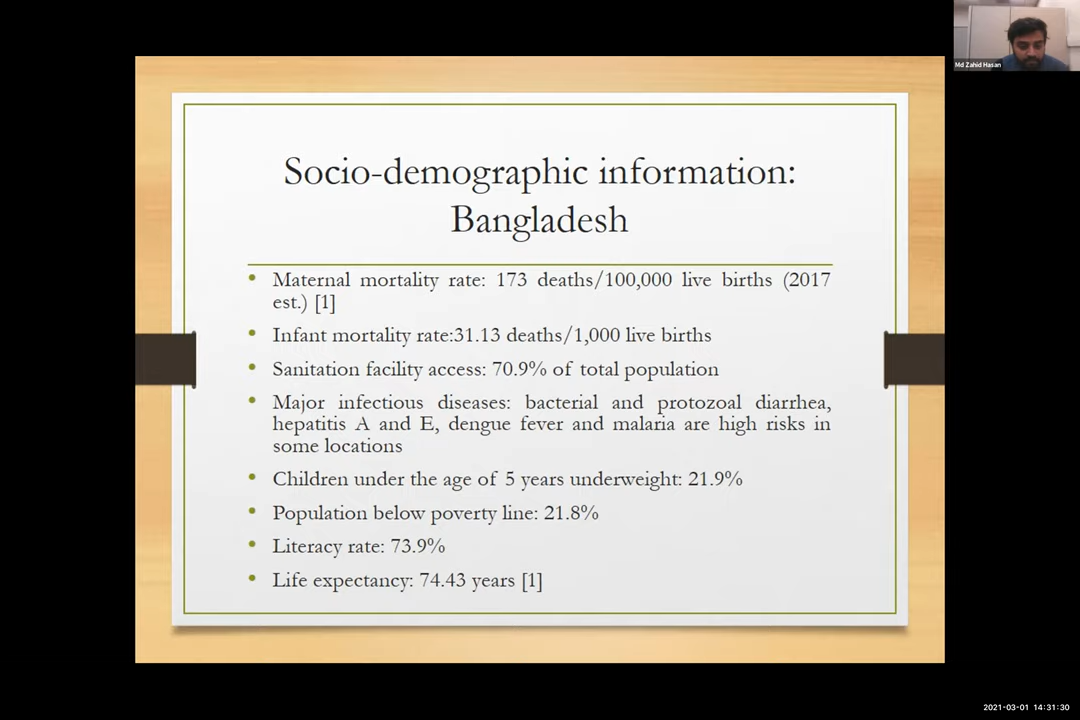 Md Zahid Hasan
Socio-demographic information:
Bangladesh
• Maternal mortality rate: 173 deaths/100,000 live births (2017
est.) [1]
• Infant mortality rate:31.13 deaths/1,000 live births
• Sanitation facility access: 70.9% of total population
• Major infectious diseases: bacterial and protozoal diarrhea,
hepatitis A and E, dengue fever and malaria are high risks in
some locations
• Children under the age of 5 years underweight: 21.9%
• Population below poverty line: 21.8%
• Literacy rate: 73.9%
• Life expectancy: 74.43 years [1]
2021-03-01 14:31:30